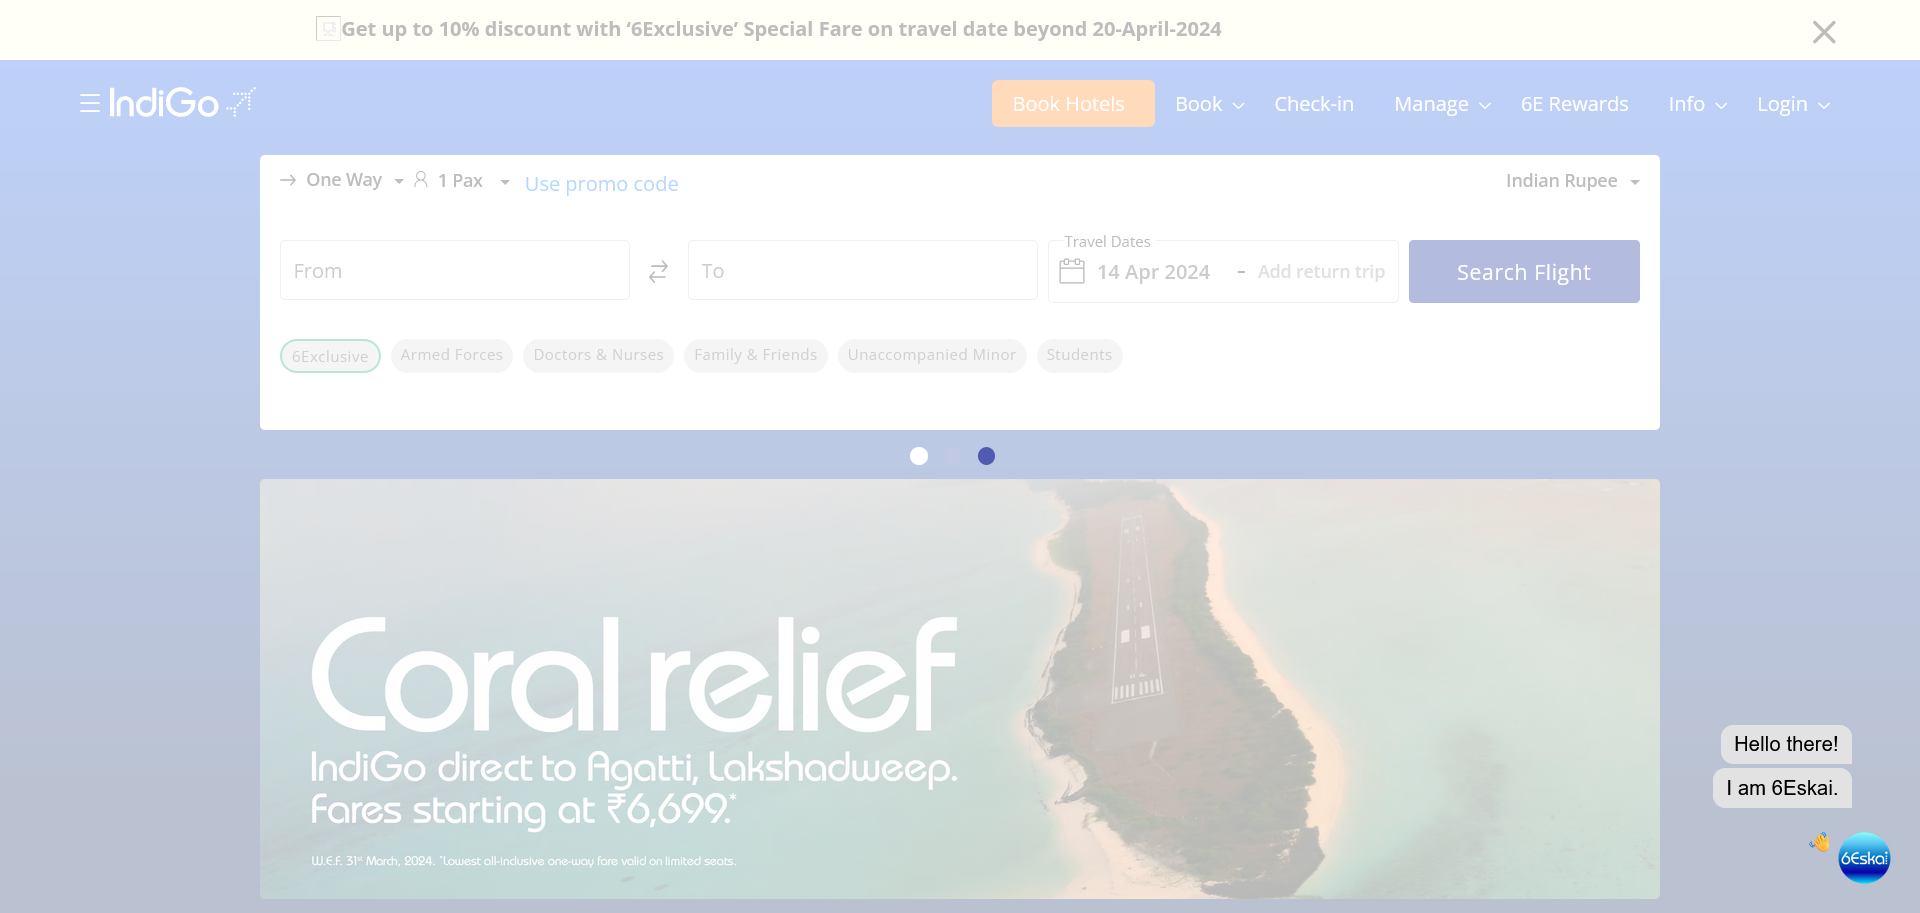 Get up to 10% discount with ‘6Exclusive’ Special Fare on travel date beyond 20-April-2024
IndiGo
Book Hotels
Book
Check-in
Manage
6E Rewards
Info
Login
One Way
1 Pax
Use promo code
Indian Rupee
From
To
Travel Dates
14 Apr 2024 - Add return trip
Search Flight
6Exclusive
Armed Forces
Doctors & Nurses
Family & Friends
Unaccompanied Minor
Students
Coral relief
IndiGo direct to Agatti, Lakshadweep.
Fares starting at ₹6,699.*
W.E.F. 31st March, 2024. *Lowest all-inclusive one-way fare valid on limited seats.
Hello there!
I am 6Eskai.
6Eskai